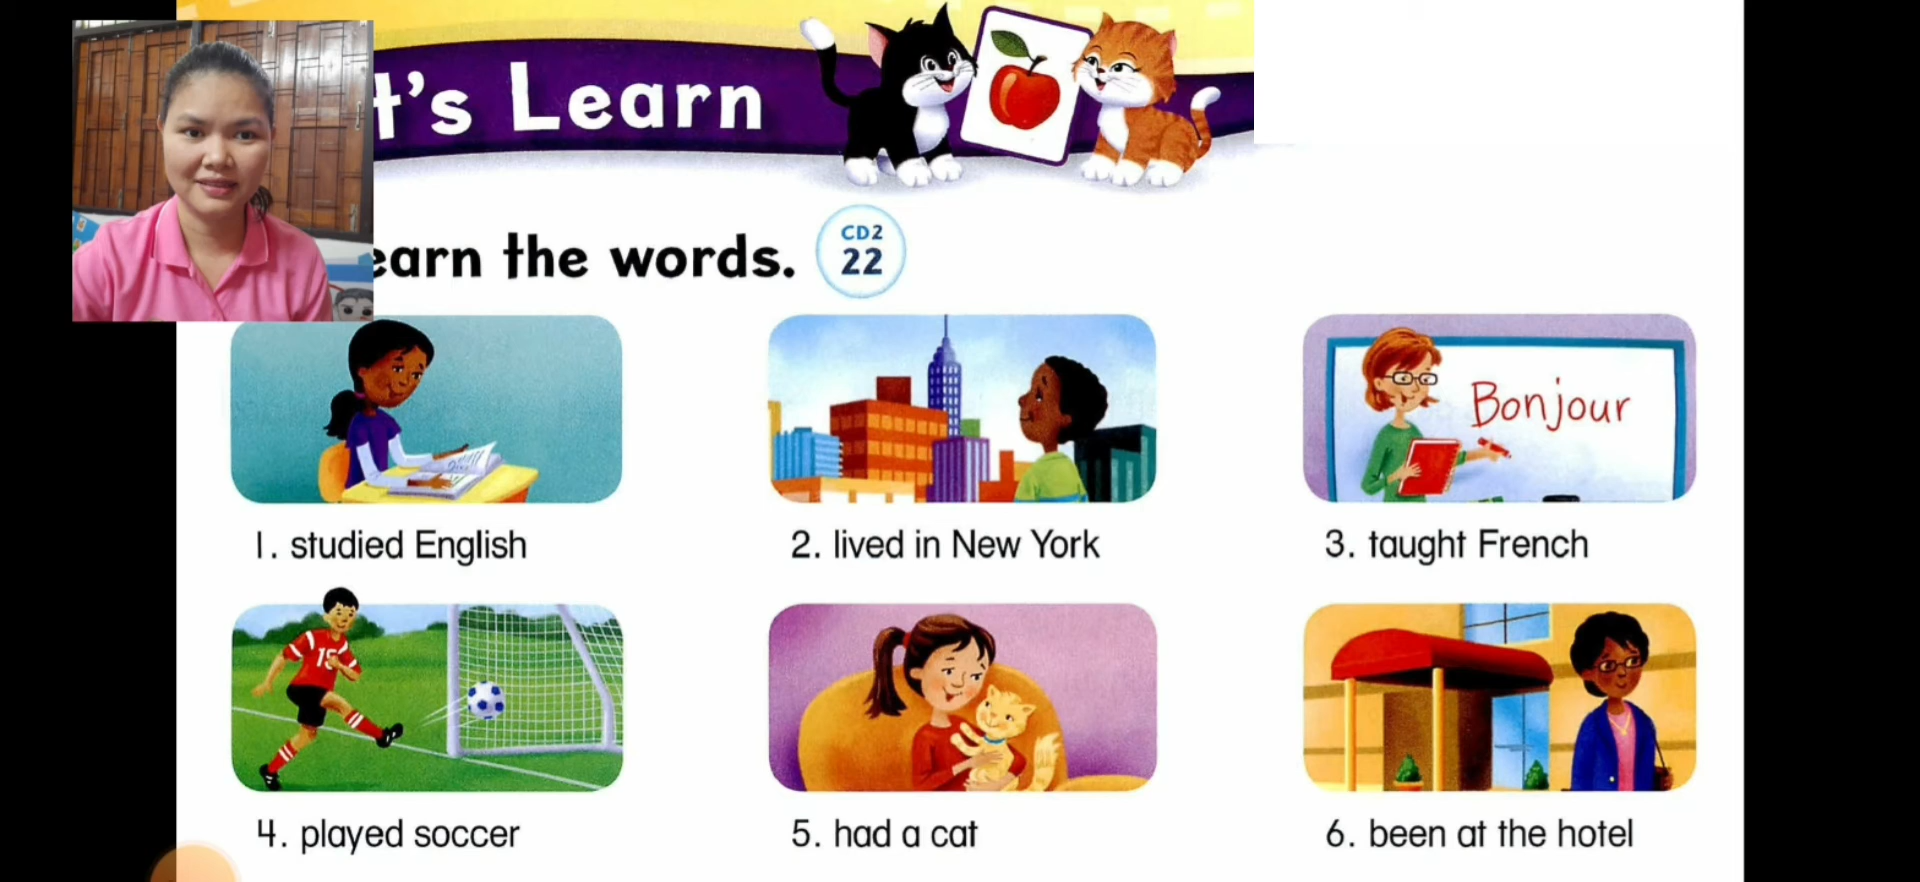 t's Learn
earn the words.
CD2
22
Bonjour
1. studied English
2. lived in New York
3. taught French
15
4. played soccer
5. had a cat
6. been at the hotel